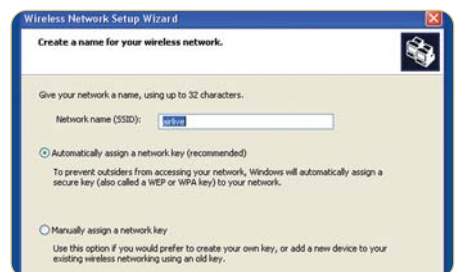 Wireless Network Setup Wizard
Create a name for your wireless network.
Give your network a name, using up to 32 characters.
Network name (SSID):
airlive
Automatically assign a network key (recommended)
To prevent outsiders from accessing your network, Windows will automatically assign a
secure key (also called a WEP or WPA key) to your network.
Manually assign a network key
Use this option if you would prefer to create your own key, or add a new device to your
existing wireless networking using an old key.